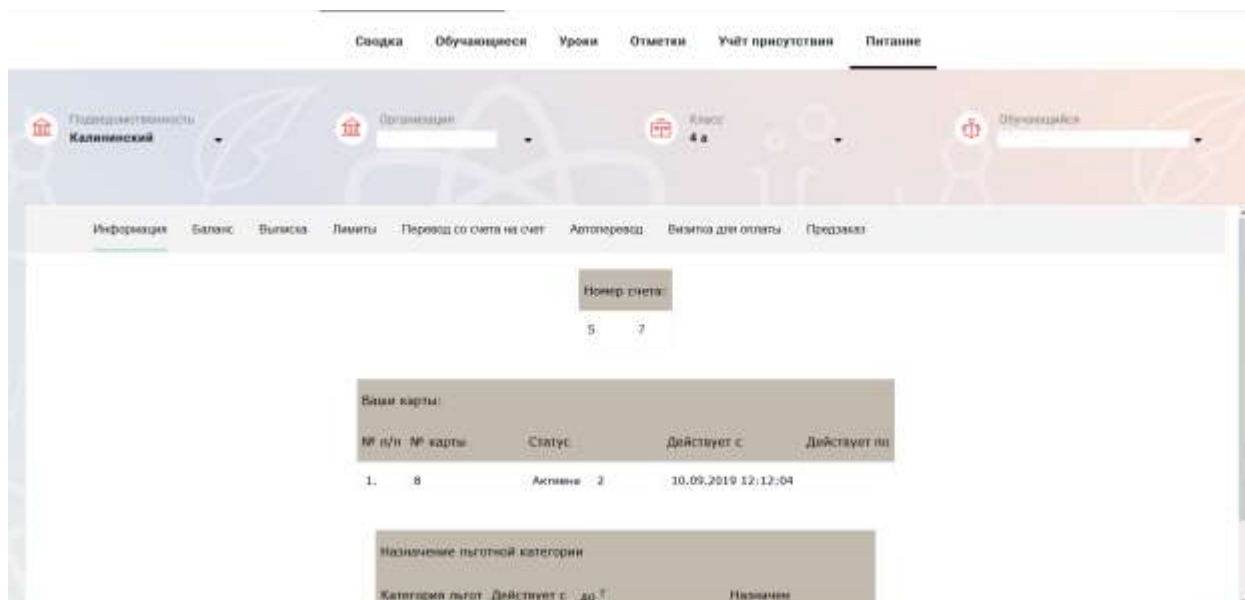 Сводка Обучающиеся Уроки Отметки Учёт присутствия Питание
Подведомственность Организация Класс Обучающийся
Калининский 4 а
Информация Баланс Выписка Лимиты Перевод со счета на счет Автоперевод Визитка для оплаты Предзаказ
Номер счета:
5 7
Ваши карты:
№ п/п № карты Статус Действует с Действует по
1. 8 Активна 2 10.09.2019 12:12:04
Назначение льготной категории
Категория льгот Действует с до ? Назначен